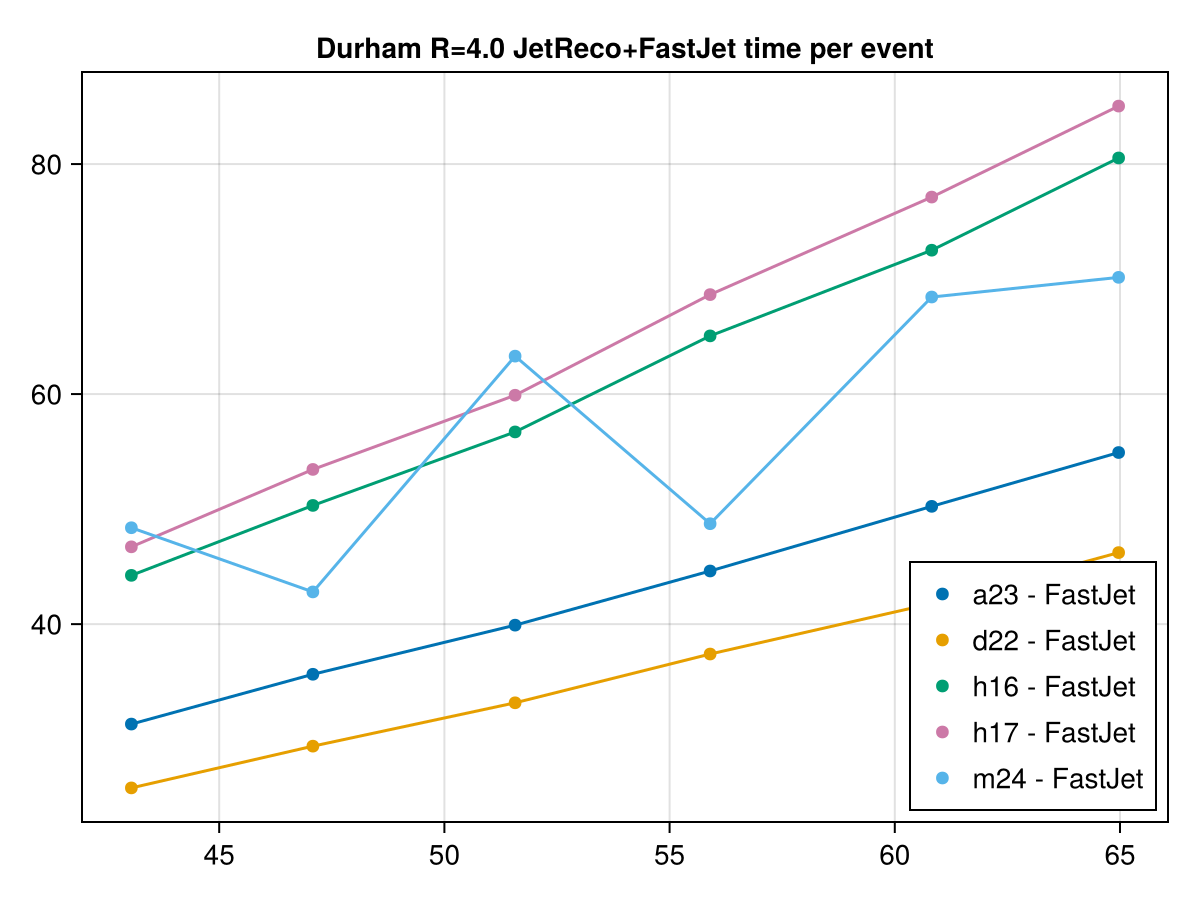 Durham R=4.0 JetReco+FastJet time per event
80
60
40
a23 - FastJet
d22 - FastJet
h16 - FastJet
h17 - FastJet
m24 - FastJet
45 50 55 60 65